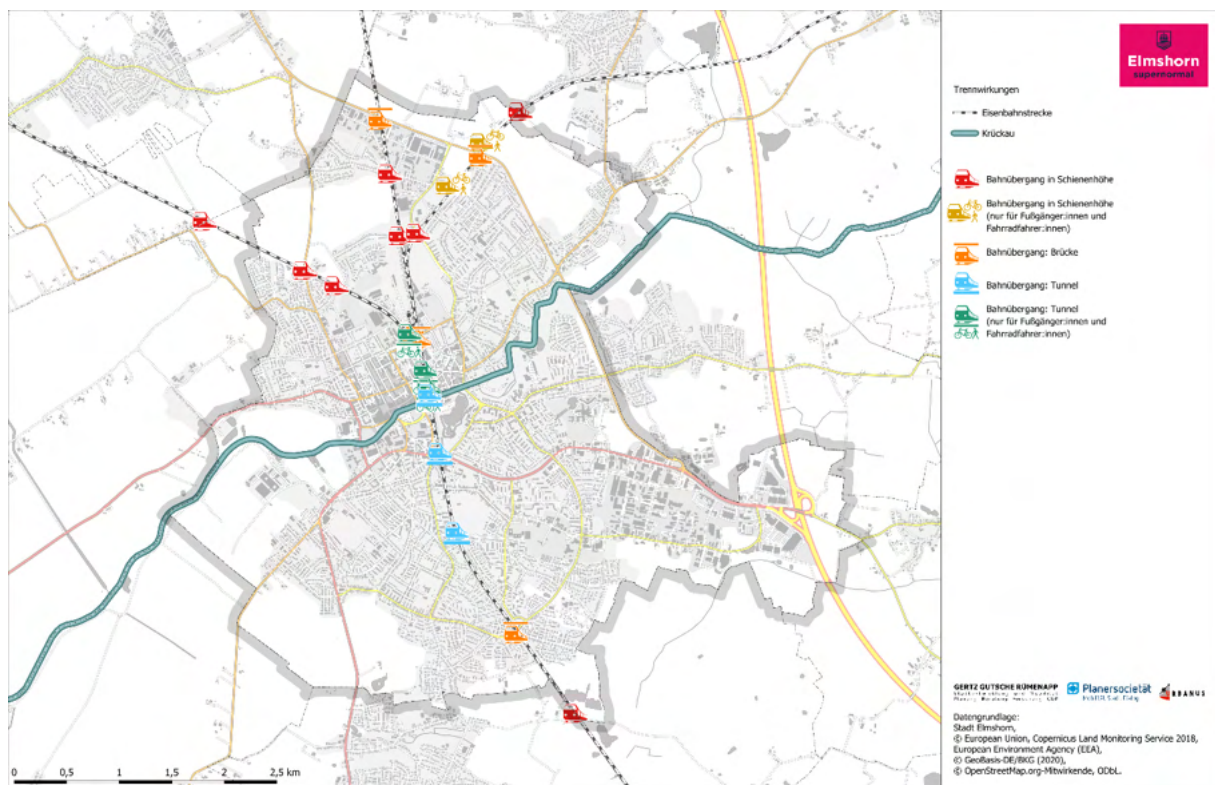 Elmshorn
supernormal
Trennwirkungen
Eisenbahnstrecke
Krückau
Bahnübergang in Schienenhöhe
Bahnübergang in Schienenhöhe
(nur für Fußgänger:innen und
Fahrradfahrer:innen)
Bahnübergang: Brücke
Bahnübergang: Tunnel
Bahnübergang: Tunnel
(nur für Fußgänger:innen und
Fahrradfahrer:innen)
GERTZ GUTSCHE RÜMENAPP
Planersocietät
URBANUS
Datengrundlage:
Stadt Elmshorn,
© European Union, Copernicus Land Monitoring Service 2018,
European Environment Agency (EEA),
© GeoBasis-DE/BKG (2020),
© OpenStreetMap.org-Mitwirkende, ODbL.
0 0,5 1 1,5 2 2,5 km